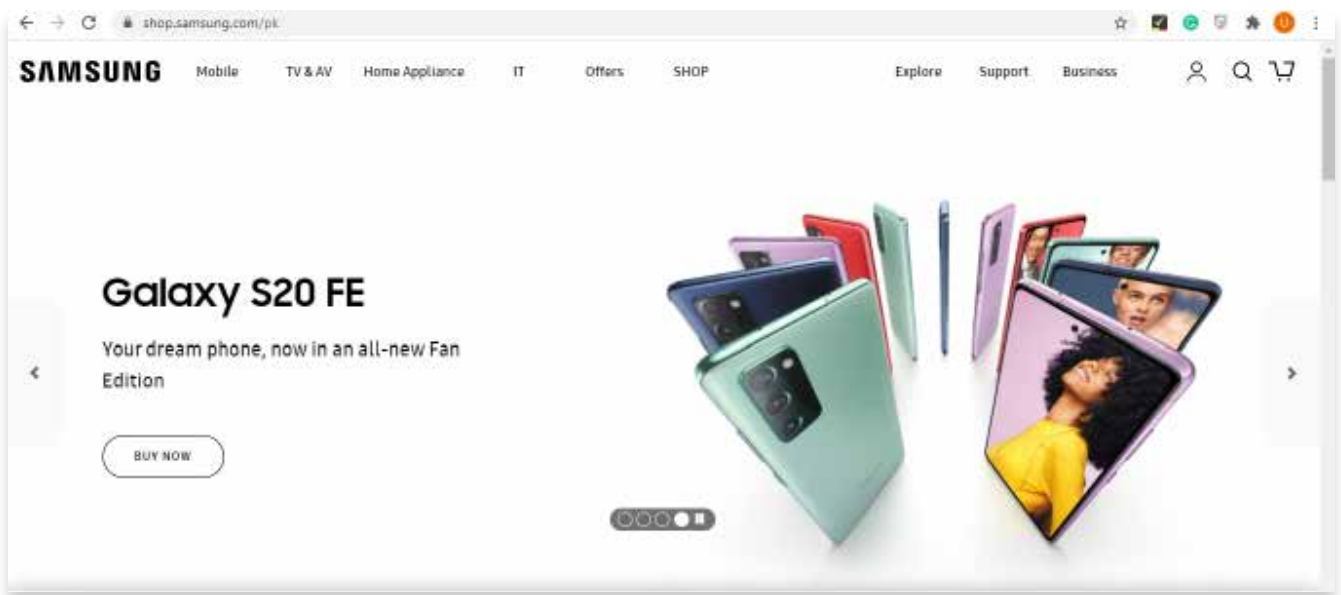 shop.samsung.com/pk
U
SAMSUNG Mobile TV & AV Home Appliance IT Offers SHOP Explore Support Business
Galaxy S20 FE
Your dream phone, now in an all-new Fan
Edition
BUY NOW